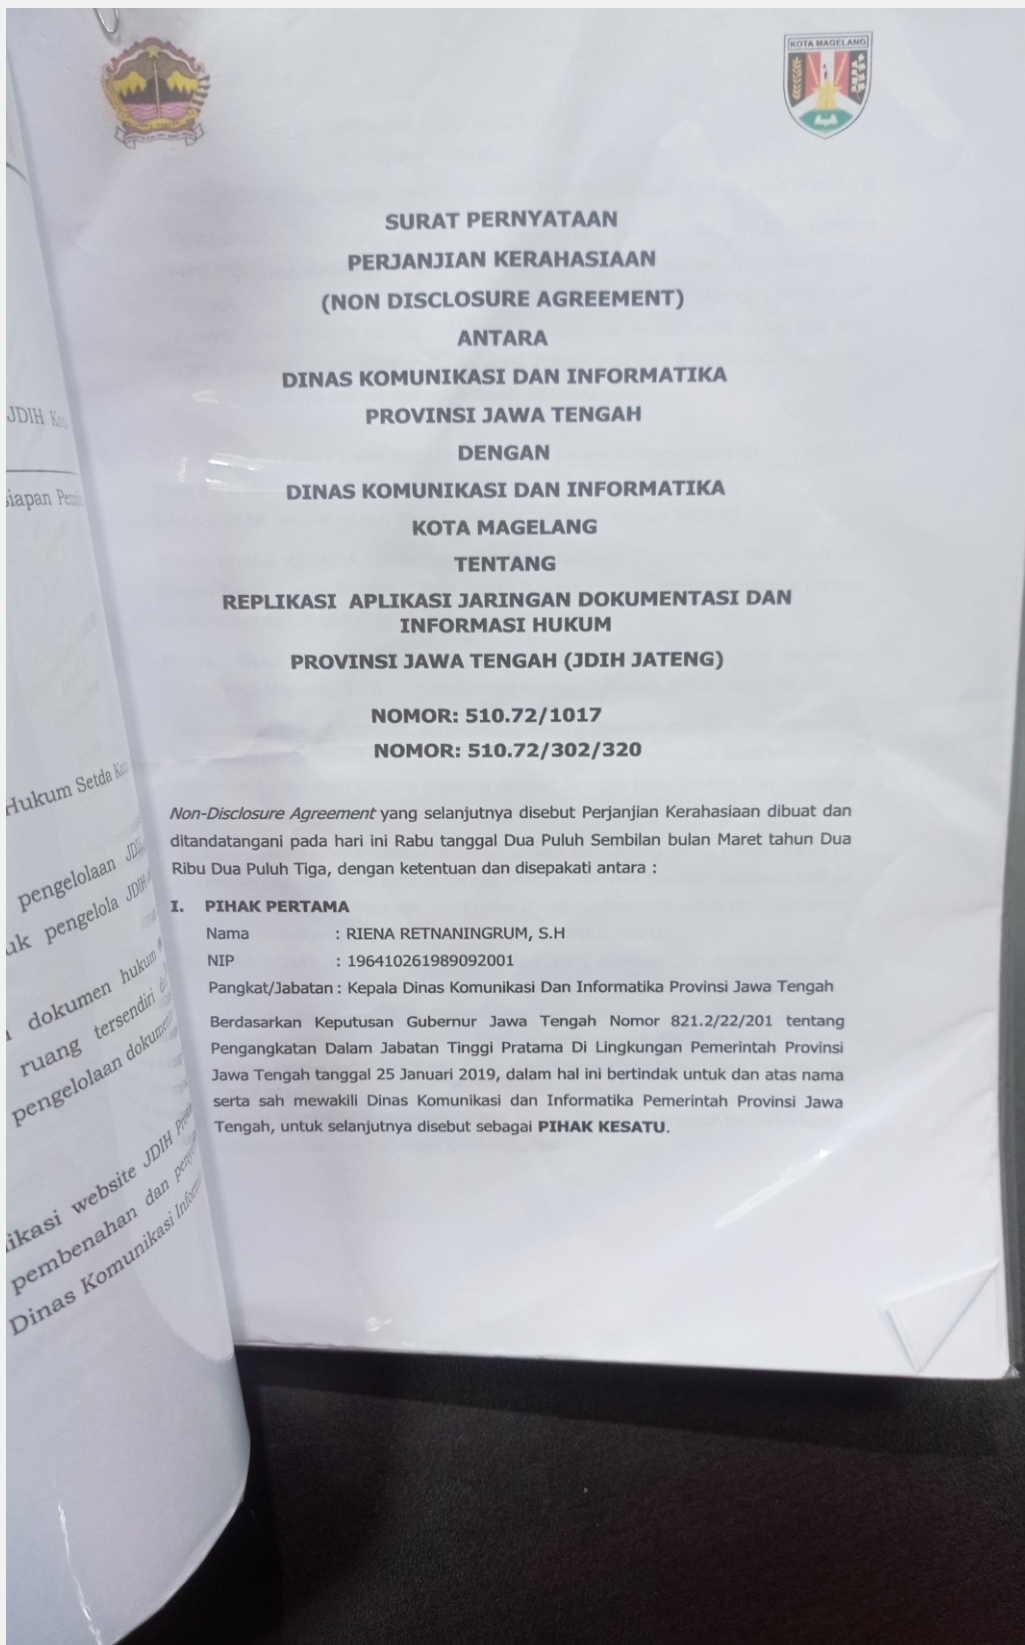 KOTA MAGELANG
SURAT PERNYATAAN
PERJANJIAN KERAHASIAAN
(NON DISCLOSURE AGREEMENT)
ANTARA
DINAS KOMUNIKASI DAN INFORMATIKA
PROVINSI JAWA TENGAH
DENGAN
DINAS KOMUNIKASI DAN INFORMATIKA
KOTA MAGELANG
TENTANG
REPLIKASI APLIKASI JARINGAN DOKUMENTASI DAN
INFORMASI HUKUM
PROVINSI JAWA TENGAH (JDIH JATENG)
NOMOR: 510.72/1017
NOMOR: 510.72/302/320
Non-Disclosure Agreement yang selanjutnya disebut Perjanjian Kerahasiaan dibuat dan
ditandatangani pada hari ini Rabu tanggal Dua Puluh Sembilan bulan Maret tahun Dua
Ribu Dua Puluh Tiga, dengan ketentuan dan disepakati antara :
I. PIHAK PERTAMA
Nama : RIENA RETNANINGRUM, S.H
NIP : 196410261989092001
Pangkat/Jabatan : Kepala Dinas Komunikasi Dan Informatika Provinsi Jawa Tengah
Berdasarkan Keputusan Gubernur Jawa Tengah Nomor 821.2/22/201 tentang
Pengangkatan Dalam Jabatan Tinggi Pratama Di Lingkungan Pemerintah Provinsi
Jawa Tengah tanggal 25 Januari 2019, dalam hal ini bertindak untuk dan atas nama
serta sah mewakili Dinas Komunikasi dan Informatika Pemerintah Provinsi Jawa
Tengah, untuk selanjutnya disebut sebagai PIHAK KESATU.
JDIH
Hukum Setda
pengelolaan
pengelola JDIH
dokumen hukum
ruang tersendiri
pengelolaan dokumen
website JDIH
pembenahan dan
Dinas Komunikasi